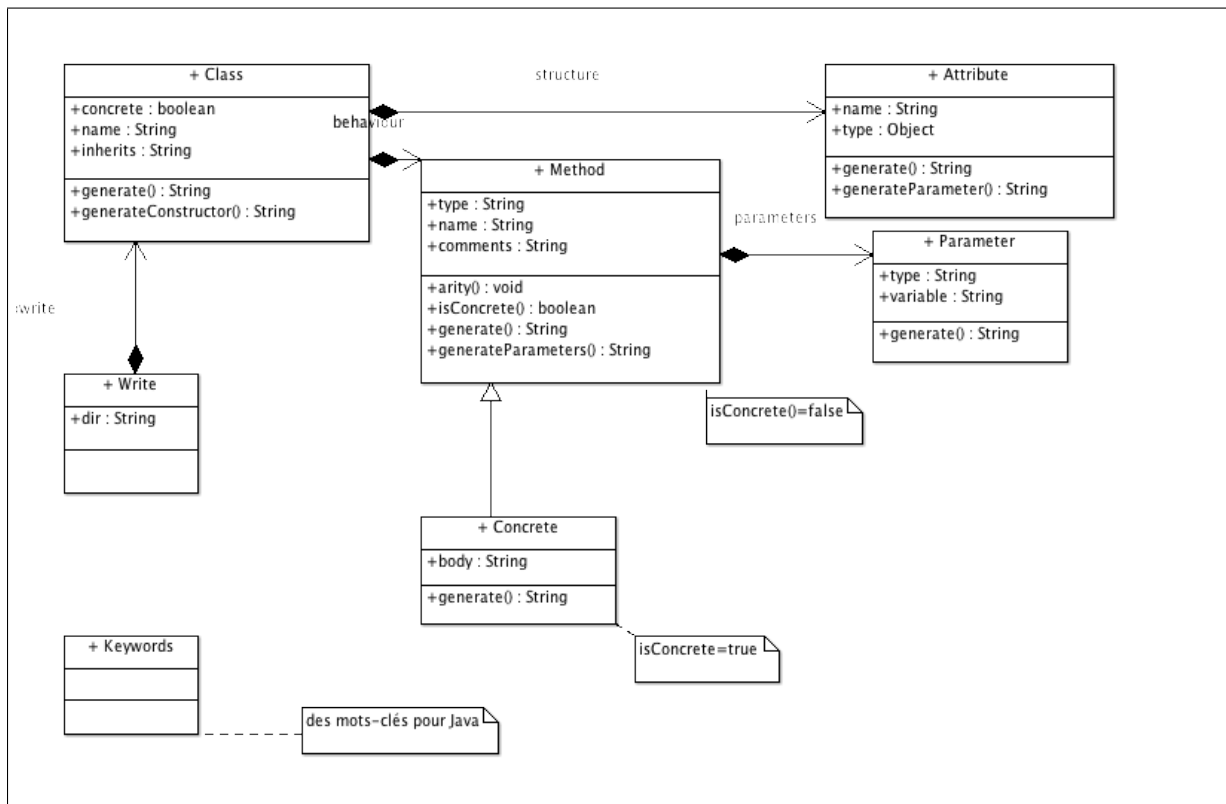 + Class
+concrete : boolean
+name : String
+inherits : String
+generate() : String
+generateConstructor() : String
structure
behaviour
+ Attribute
+name : String
+type : Object
+generate() : String
+generateParameter() : String
+ Method
+type : String
+name : String
+comments : String
+arity() : void
+isConcrete() : boolean
+generate() : String
+generateParameters() : String
parameters
+ Parameter
+type : String
+variable : String
+generate() : String
:write
+ Write
+dir : String
isConcrete()=false
+ Concrete
+body : String
+generate() : String
isConcrete=true
+ Keywords
des mots-clés pour Java